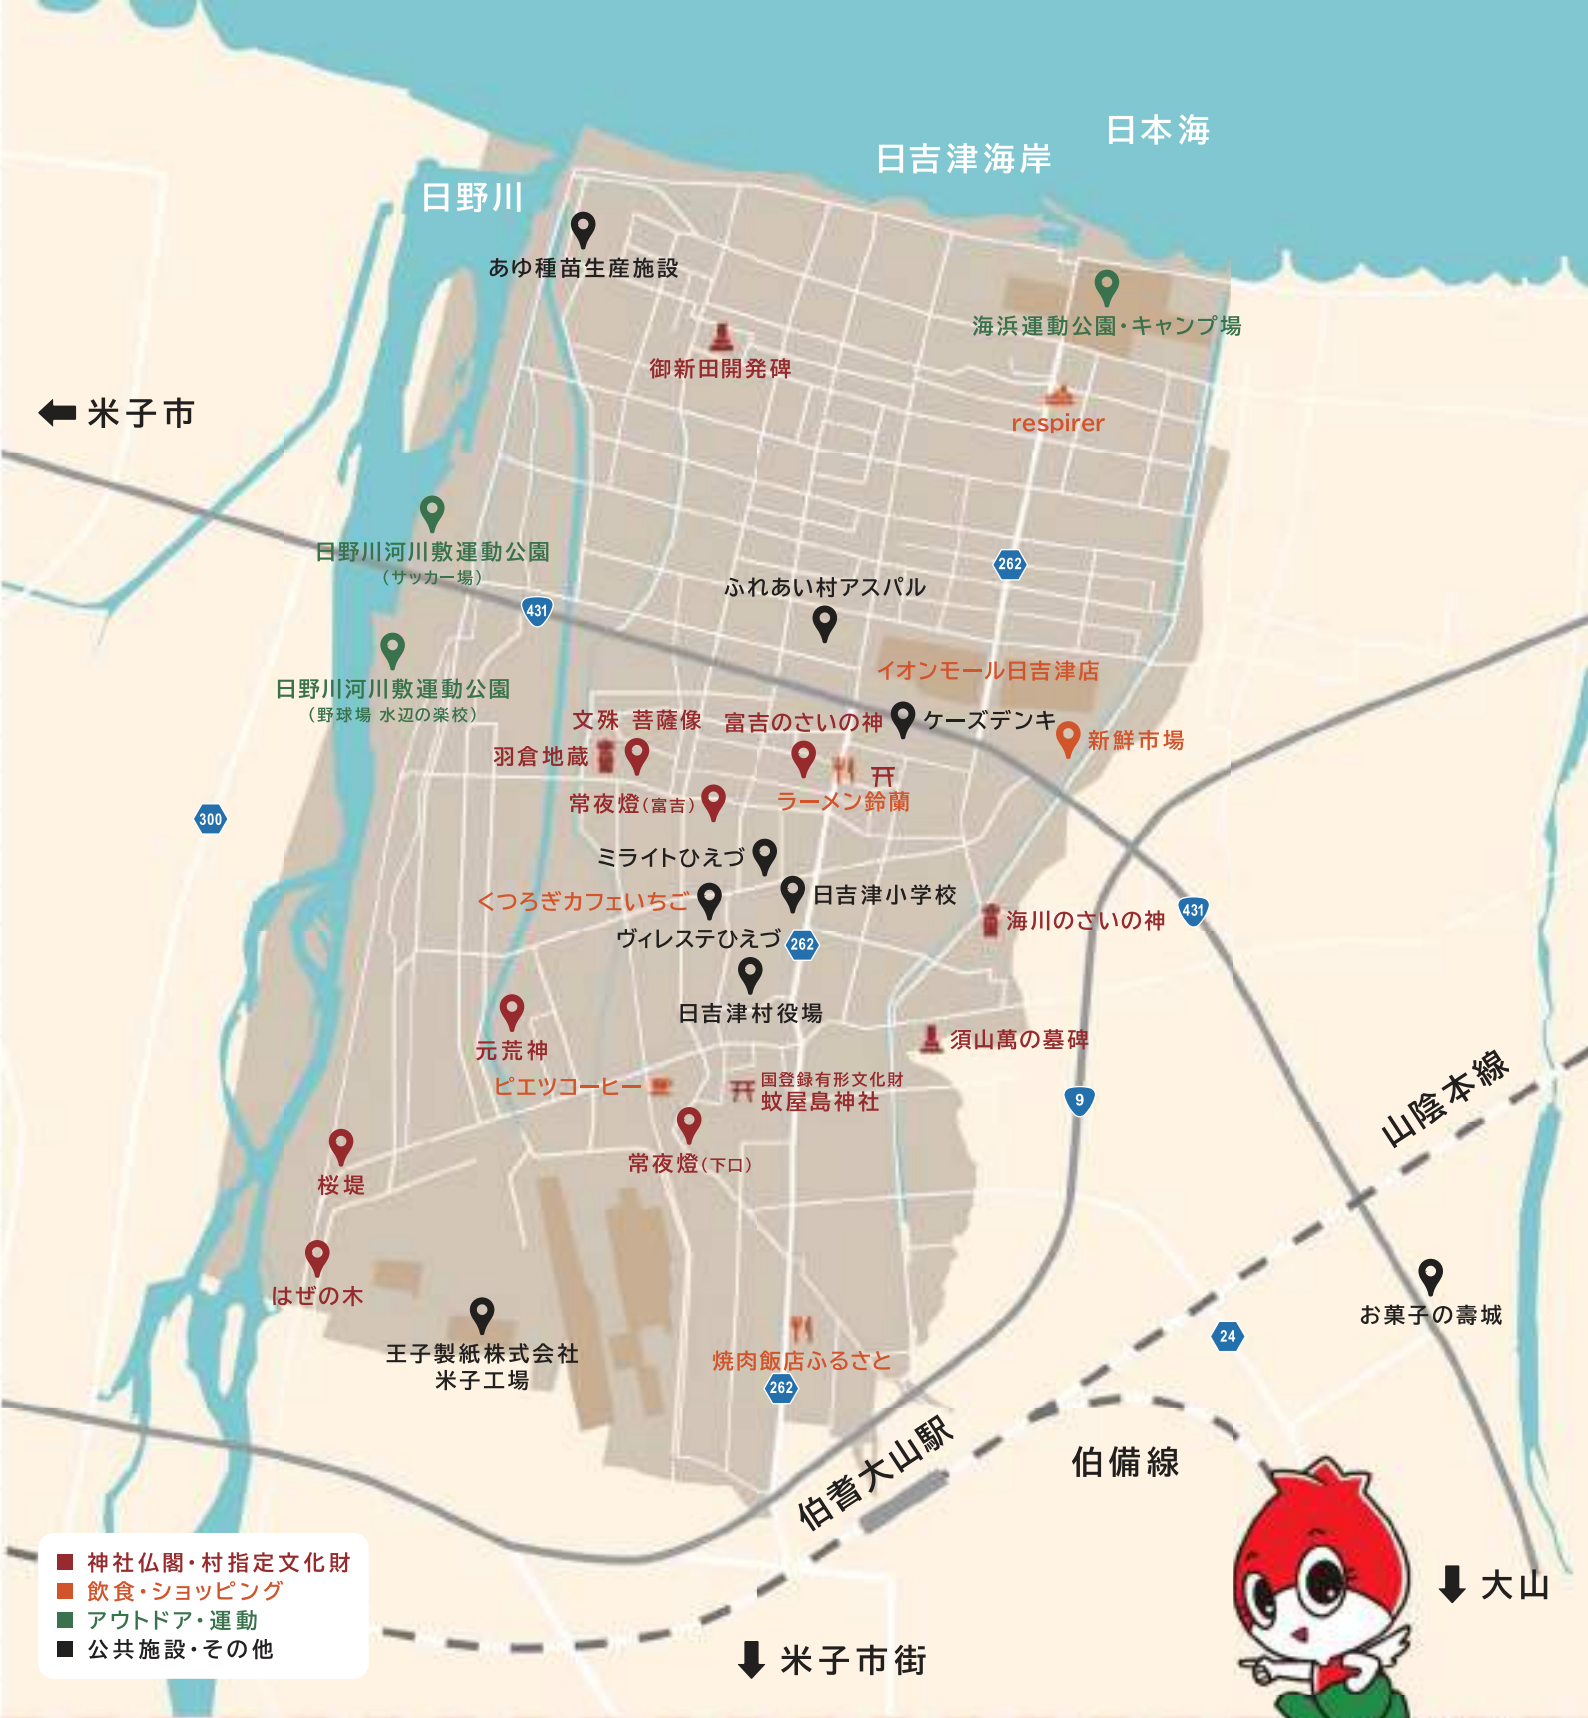 日本海
日吉津海岸
日野川
あゆ種苗生産施設
海浜運動公園・キャンプ場
御新田開発碑
米子市
respirer
日野川河川敷運動公園
（サッカー場）
262
ふれあい村アスパル
431
イオンモール日吉津店
日野川河川敷運動公園
（野球場 水辺の楽校）
文殊 菩薩像
富吉のさいの神
ケーズデンキ
新鮮市場
羽倉地蔵
常夜燈（富吉）
ラーメン鈴蘭
300
ミライトひえづ
日吉津小学校
くつろぎカフェいちご
431
海川のさいの神
ヴィレステひえづ
262
日吉津村役場
須山萬の墓碑
元荒神
ピエツコーヒー
国登録有形文化財
蚊屋島神社
9
山陰本線
常夜燈（下口）
桜堤
はぜの木
お菓子の壽城
24
王子製紙株式会社
米子工場
焼肉飯店ふるさと
262
伯耆大山駅
伯備線
神社仏閣・村指定文化財
飲食・ショッピング
アウトドア・運動
公共施設・その他
大山
米子市街